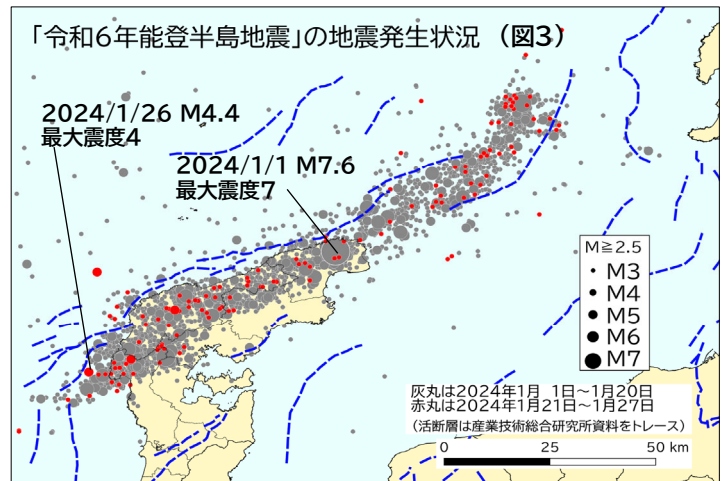 「令和6年能登半島地震」の地震発生状況 (図3)
2024/1/26 M4.4
最大震度4
2024/1/1 M7.6
最大震度7
M≧2.5
M3
M4
M5
M6
M7
灰丸は2024年1月 1日~1月20日
赤丸は2024年1月21日~1月27日
(活断層は産業技術総合研究所資料をトレース)
0 25 50 km